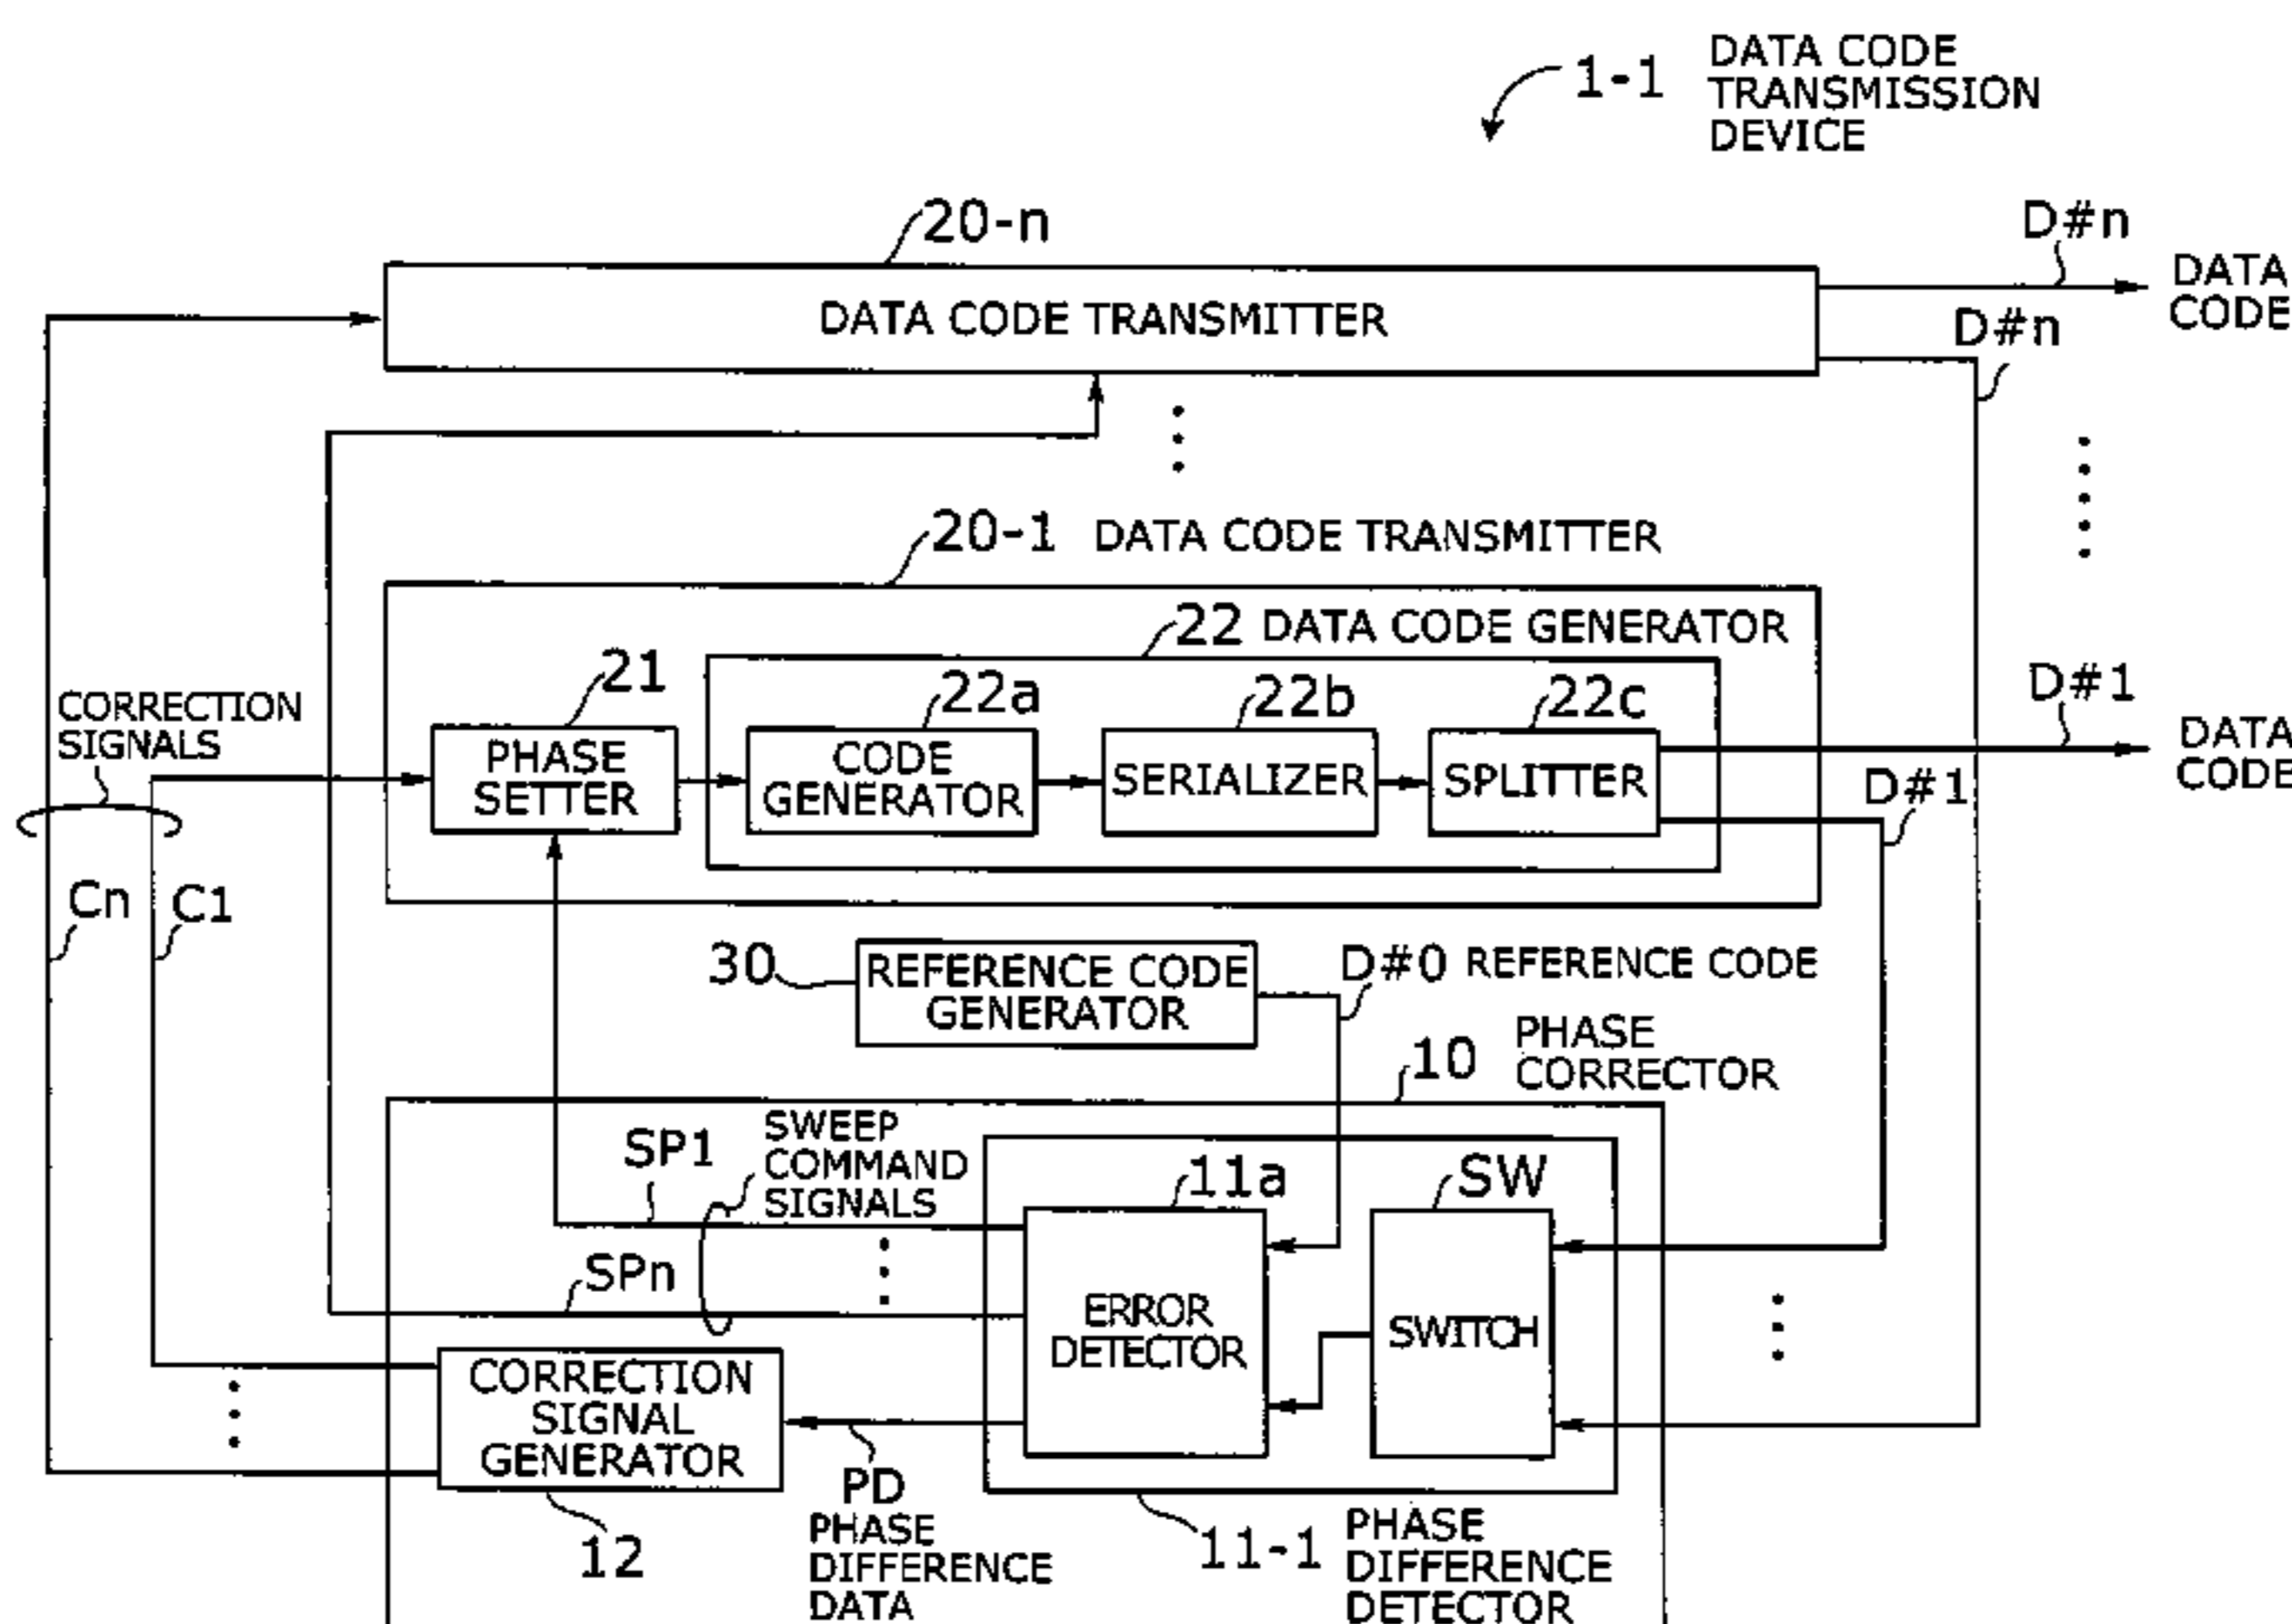 1-1 DATA CODE
TRANSMISSION
DEVICE
20-n
D#n
DATA
CODE
DATA CODE TRANSMITTER
D#n
20-1 DATA CODE TRANSMITTER
22 DATA CODE GENERATOR
21
22a
22b
22c
D#1
CORRECTION
SIGNALS
PHASE
SETTER
CODE
GENERATOR
SERIALIZER
SPLITTER
DATA
CODE
D#1
Cn
C1
30
REFERENCE CODE
GENERATOR
D#0 REFERENCE CODE
10
PHASE
CORRECTOR
SP1
SWEEP
COMMAND
SIGNALS
11a
SW
SPn
ERROR
DETECTOR
SWITCH
CORRECTION
SIGNAL
GENERATOR
12
PD
PHASE
DIFFERENCE
DATA
11-1
PHASE
DIFFERENCE
DETECTOR